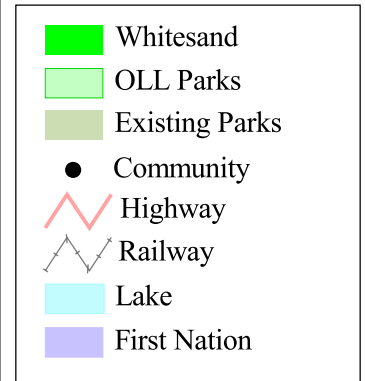 Whitesand
OLL Parks
Existing Parks
Community
Highway
Railway
Lake
First Nation